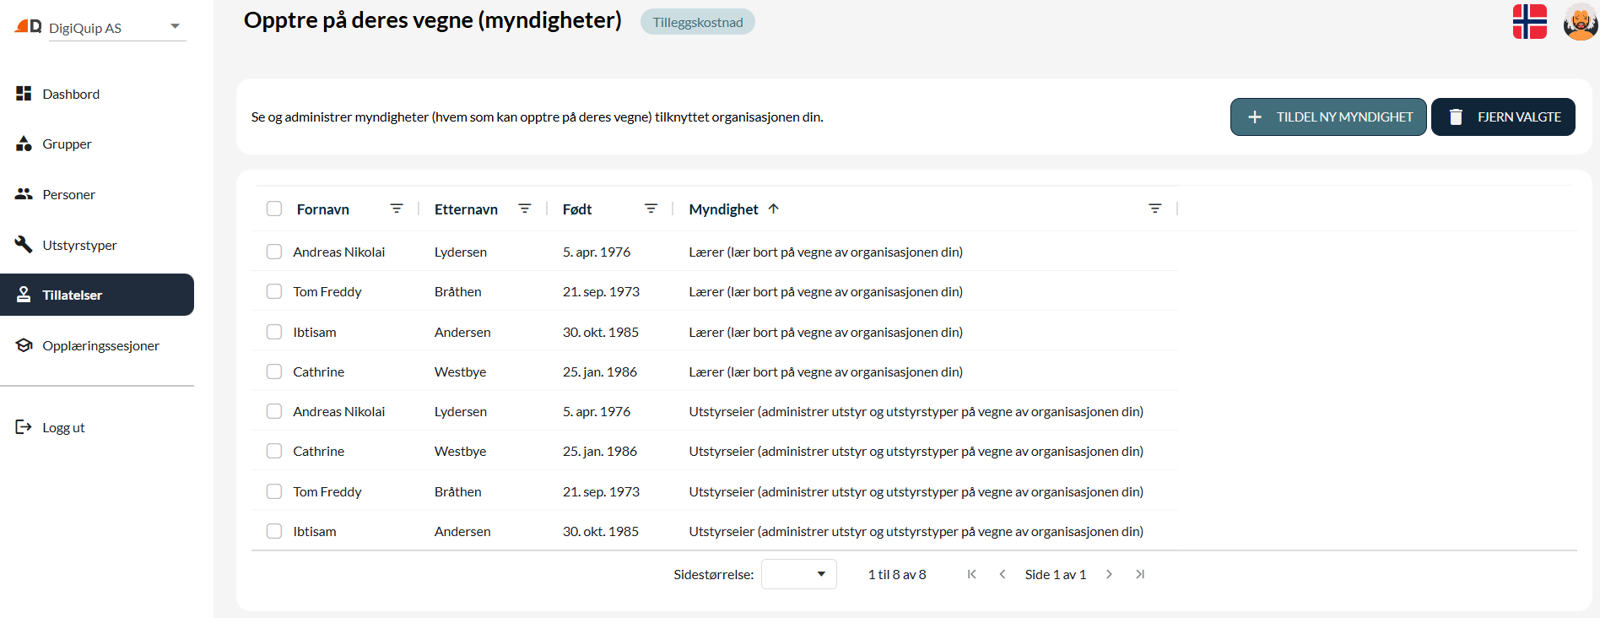 DigiQuip AS
Opptre på deres vegne (myndigheter)
Tilleggskostnad
Dashbord
Grupper
Personer
Utstyrstyper
Tillatelser
Opplæringssesjoner
Logg ut
Se og administrer myndigheter (hvem som kan opptre på deres vegne) tilknyttet organisasjonen din.
TILDEL NY MYNDIGHET
FJERN VALGTE
Fornavn Etternavn Født Myndighet
Andreas Nikolai Lydersen 5. apr. 1976 Lærer (lær bort på vegne av organisasjonen din)
Tom Freddy Bråthen 21. sep. 1973 Lærer (lær bort på vegne av organisasjonen din)
Ibtisam Andersen 30. okt. 1985 Lærer (lær bort på vegne av organisasjonen din)
Cathrine Westbye 25. jan. 1986 Lærer (lær bort på vegne av organisasjonen din)
Andreas Nikolai Lydersen 5. apr. 1976 Utstyrseier (administrer utstyr og utstyrstyper på vegne av organisasjonen din)
Cathrine Westbye 25. jan. 1986 Utstyrseier (administrer utstyr og utstyrstyper på vegne av organisasjonen din)
Tom Freddy Bråthen 21. sep. 1973 Utstyrseier (administrer utstyr og utstyrstyper på vegne av organisasjonen din)
Ibtisam Andersen 30. okt. 1985 Utstyrseier (administrer utstyr og utstyrstyper på vegne av organisasjonen din)
Sidestørrelse: 1 til 8 av 8 Side 1 av 1